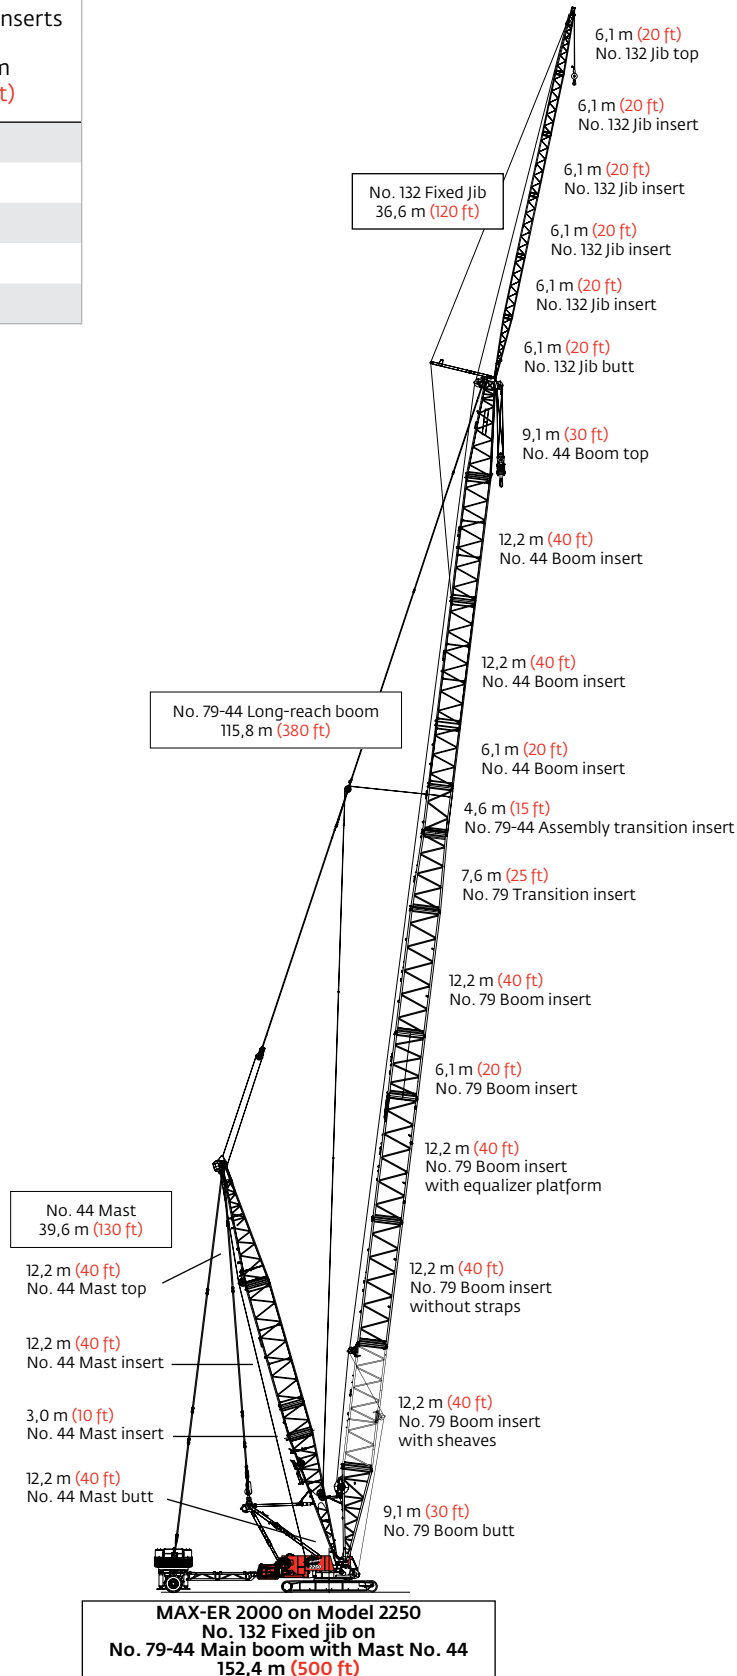 nserts
m
t)
6,1 m (20 ft)
No. 132 Jib top
6,1 m (20 ft)
No. 132 Jib insert
6,1 m (20 ft)
No. 132 Jib insert
No. 132 Fixed Jib
36,6 m (120 ft)
6,1 m (20 ft)
No. 132 Jib insert
6,1 m (20 ft)
No. 132 Jib insert
6,1 m (20 ft)
No. 132 Jib butt
9,1 m (30 ft)
No. 44 Boom top
12,2 m (40 ft)
No. 44 Boom insert
12,2 m (40 ft)
No. 44 Boom insert
No. 79-44 Long-reach boom
115,8 m (380 ft)
6,1 m (20 ft)
No. 44 Boom insert
4,6 m (15 ft)
No. 79-44 Assembly transition insert
7,6 m (25 ft)
No. 79 Transition insert
12,2 m (40 ft)
No. 79 Boom insert
6,1 m (20 ft)
No. 79 Boom insert
12,2 m (40 ft)
No. 79 Boom insert
with equalizer platform
No. 44 Mast
39,6 m (130 ft)
12,2 m (40 ft)
No. 44 Mast top
12,2 m (40 ft)
No. 79 Boom insert
without straps
12,2 m (40 ft)
No. 44 Mast insert
3,0 m (10 ft)
No. 44 Mast insert
12,2 m (40 ft)
No. 79 Boom insert
with sheaves
12,2 m (40 ft)
No. 44 Mast butt
9,1 m (30 ft)
No. 79 Boom butt
MAX-ER 2000 on Model 2250
No. 132 Fixed jib on
No. 79-44 Main boom with Mast No. 44
152,4 m (500 ft)